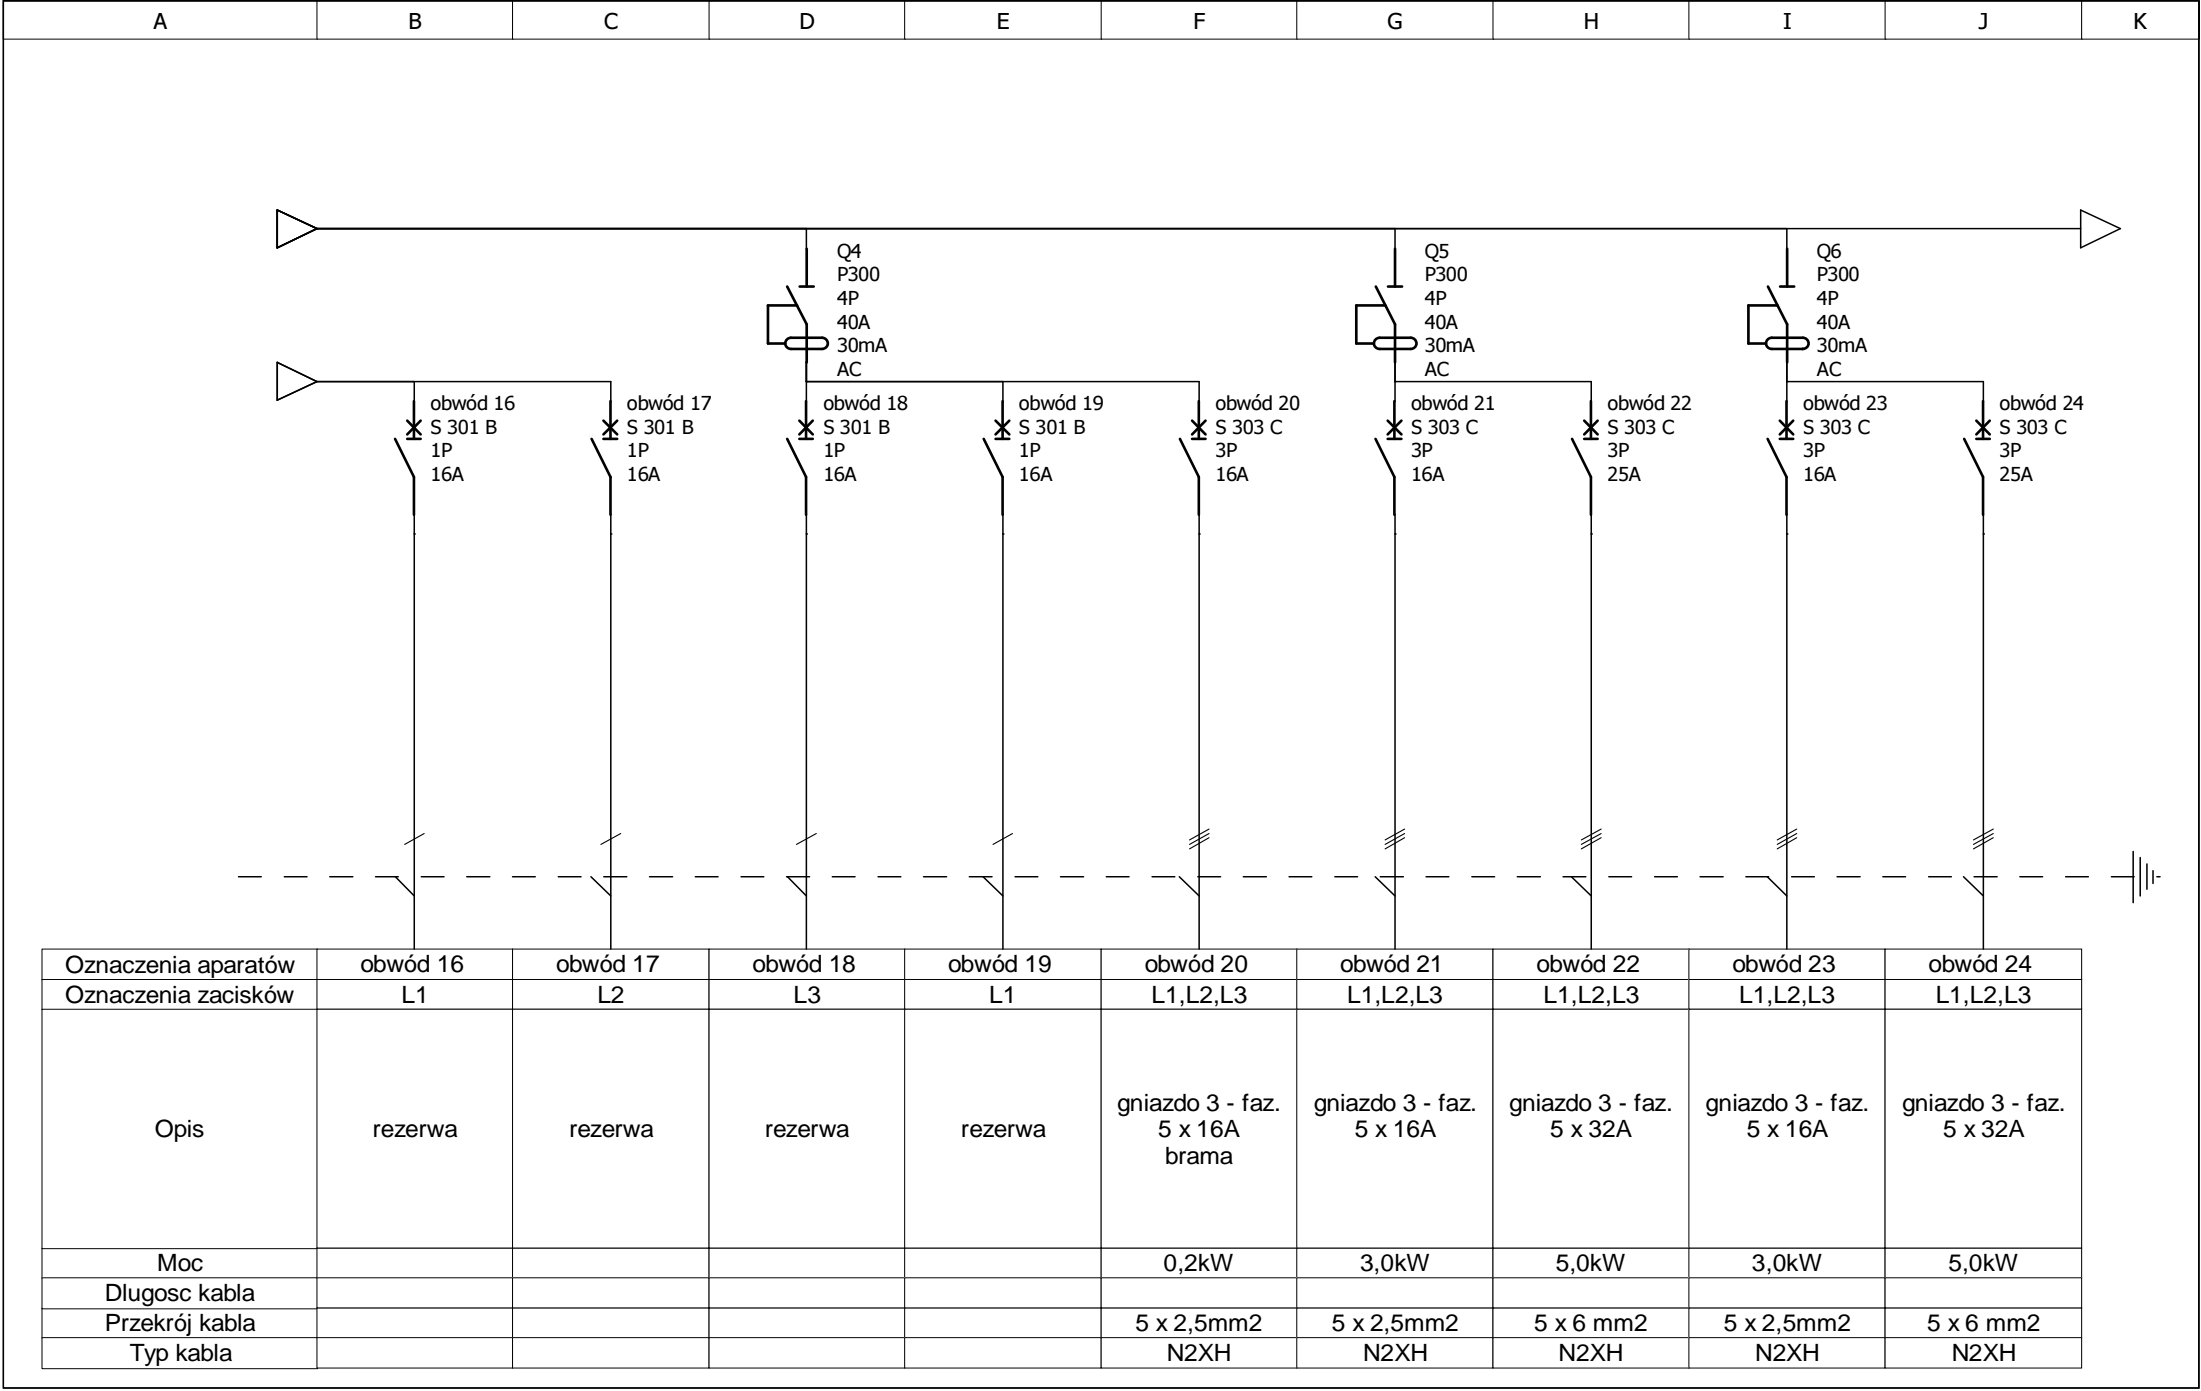 A B C D E F G H I J K
Q4
P300
4P
40A
30mA
AC
Q5
P300
4P
40A
30mA
AC
Q6
P300
4P
40A
30mA
AC
obwód 16
S 301 B
1P
16A
obwód 17
S 301 B
1P
16A
obwód 18
S 301 B
1P
16A
obwód 19
S 301 B
1P
16A
obwód 20
S 303 C
3P
16A
obwód 21
S 303 C
3P
16A
obwód 22
S 303 C
3P
25A
obwód 23
S 303 C
3P
16A
obwód 24
S 303 C
3P
25A
Oznaczenia aparatów obwód 16 obwód 17 obwód 18 obwód 19 obwód 20 obwód 21 obwód 22 obwód 23 obwód 24
Oznaczenia zacisków L1 L2 L3 L1 L1,L2,L3 L1,L2,L3 L1,L2,L3 L1,L2,L3 L1,L2,L3
Opis
rezerwa
rezerwa
rezerwa
rezerwa
gniazdo 3 - faz.
5 x 16A
brama
gniazdo 3 - faz.
5 x 16A
gniazdo 3 - faz.
5 x 32A
gniazdo 3 - faz.
5 x 16A
gniazdo 3 - faz.
5 x 32A
Moc 0,2kW 3,0kW 5,0kW 3,0kW 5,0kW
Dlugosc kabla
Przekrój kabla 5 x 2,5mm2 5 x 2,5mm2 5 x 6 mm2 5 x 2,5mm2 5 x 6 mm2
Typ kabla N2XH N2XH N2XH N2XH N2XH